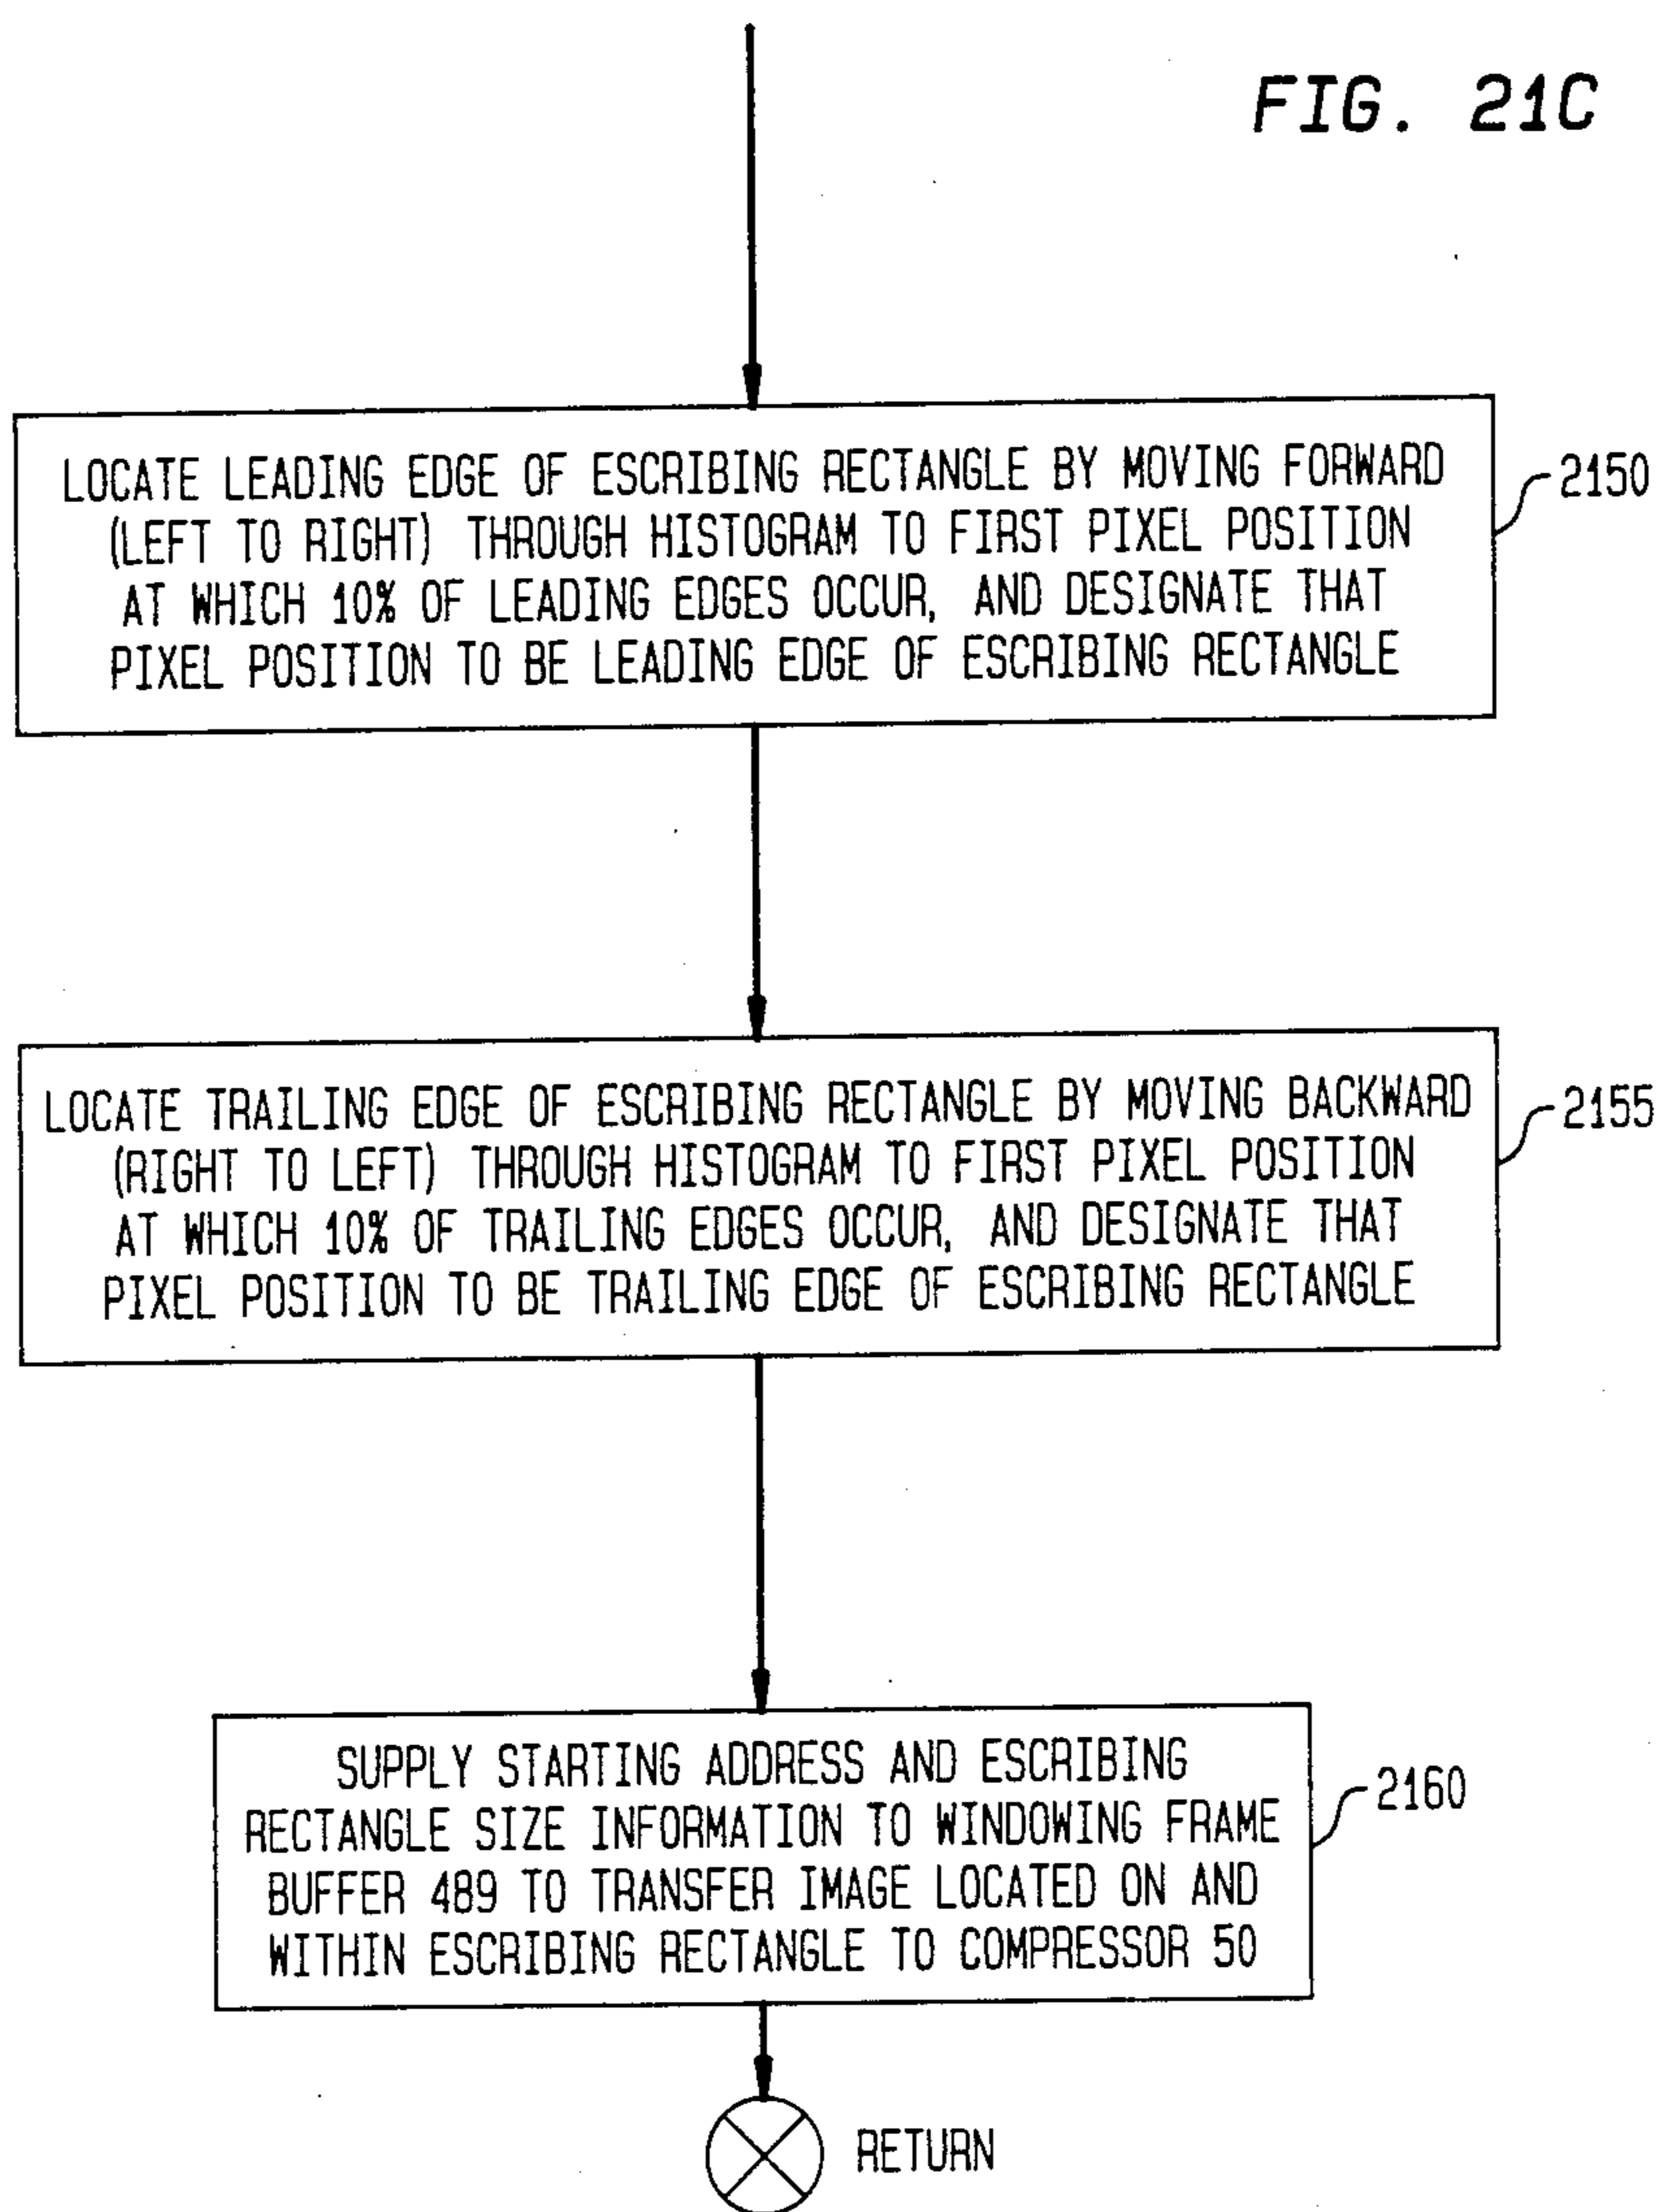 FIG. 21C
LOCATE LEADING EDGE OF ESCRIBING RECTANGLE BY MOVING FORWARD
(LEFT TO RIGHT) THROUGH HISTOGRAM TO FIRST PIXEL POSITION
AT WHICH 10% OF LEADING EDGES OCCUR, AND DESIGNATE THAT
PIXEL POSITION TO BE LEADING EDGE OF ESCRIBING RECTANGLE
2150
LOCATE TRAILING EDGE OF ESCRIBING RECTANGLE BY MOVING BACKWARD
(RIGHT TO LEFT) THROUGH HISTOGRAM TO FIRST PIXEL POSITION
AT WHICH 10% OF TRAILING EDGES OCCUR, AND DESIGNATE THAT
PIXEL POSITION TO BE TRAILING EDGE OF ESCRIBING RECTANGLE
2155
SUPPLY STARTING ADDRESS AND ESCRIBING
RECTANGLE SIZE INFORMATION TO WINDOWING FRAME
BUFFER 489 TO TRANSFER IMAGE LOCATED ON AND
WITHIN ESCRIBING RECTANGLE TO COMPRESSOR 50
2160
RETURN